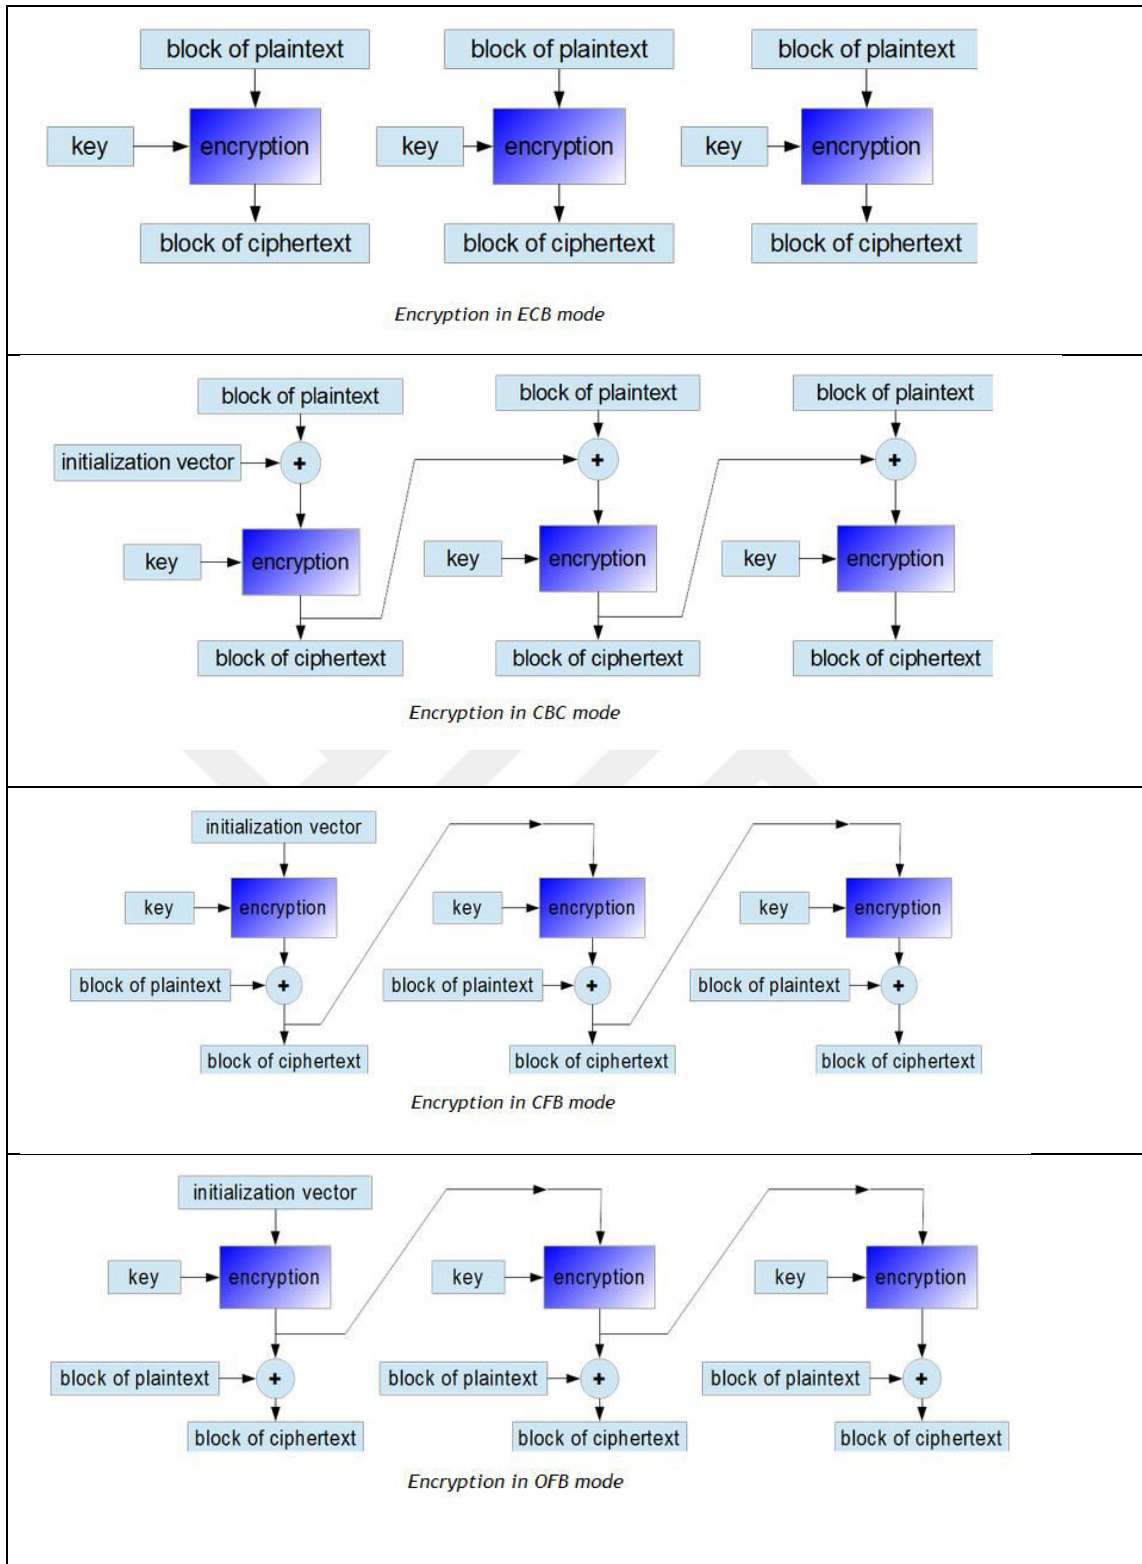 block of plaintext block of plaintext block of plaintext
key encryption key encryption key encryption
block of ciphertext block of ciphertext block of ciphertext
Encryption in ECB mode
block of plaintext block of plaintext block of plaintext
initialization vector + + +
key encryption key encryption key encryption
block of ciphertext block of ciphertext block of ciphertext
Encryption in CBC mode
initialization vector
key encryption key encryption key encryption
block of plaintext + block of plaintext + block of plaintext +
block of ciphertext block of ciphertext block of ciphertext
Encryption in CFB mode
initialization vector
key encryption key encryption key encryption
block of plaintext + block of plaintext + block of plaintext +
block of ciphertext block of ciphertext block of ciphertext
Encryption in OFB mode